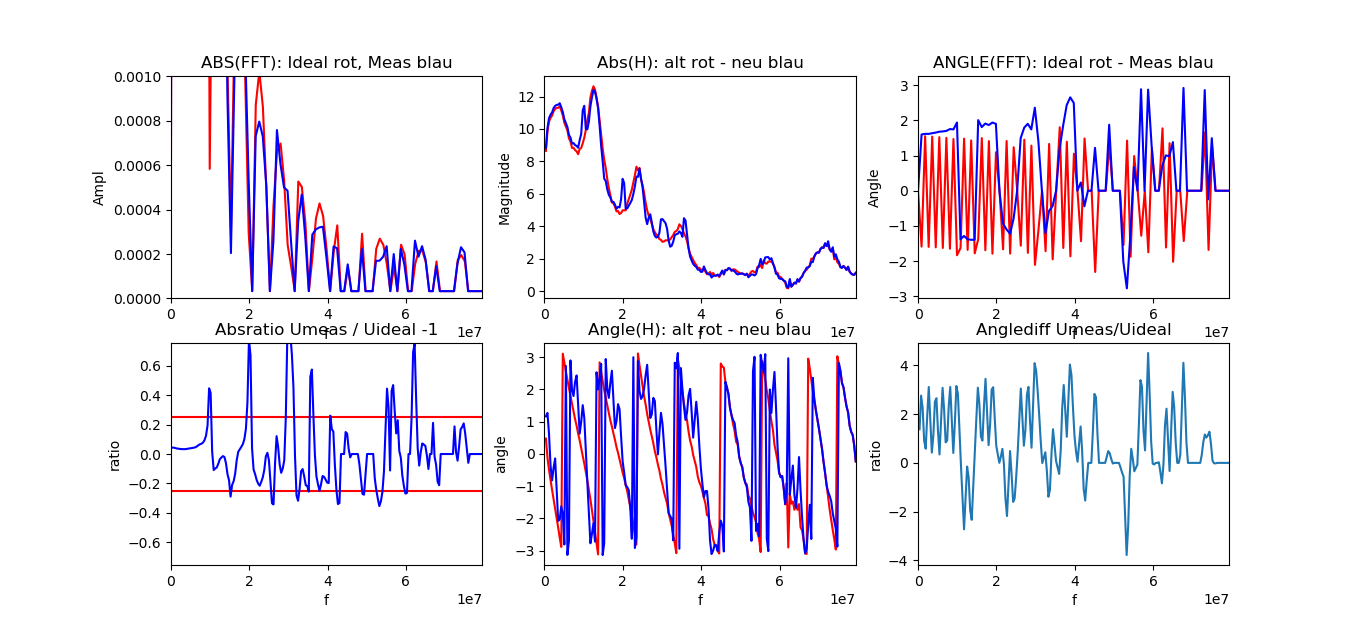 ABS(FFT): Ideal rot, Meas blau
Ampl
0.0010
0.0008
0.0006
0.0004
0.0002
0.0000
0 2 4 6
f
1e7
Abs(H): alt rot - neu blau
Magnitude
12
10
8
6
4
2
0
0 2 4 6
f
1e7
ANGLE(FFT): Ideal rot - Meas blau
Angle
3
2
1
0
−1
−2
−3
0 2 4 6
f
1e7
Absratio Umeas / Uideal -1
ratio
0.6
0.4
0.2
0.0
−0.2
−0.4
−0.6
0 2 4 6
f
1e7
Angle(H): alt rot - neu blau
angle
3
2
1
0
−1
−2
−3
0 2 4 6
f
1e7
Anglediff Umeas/Uideal
ratio
4
2
0
−2
−4
0 2 4 6
f
1e7